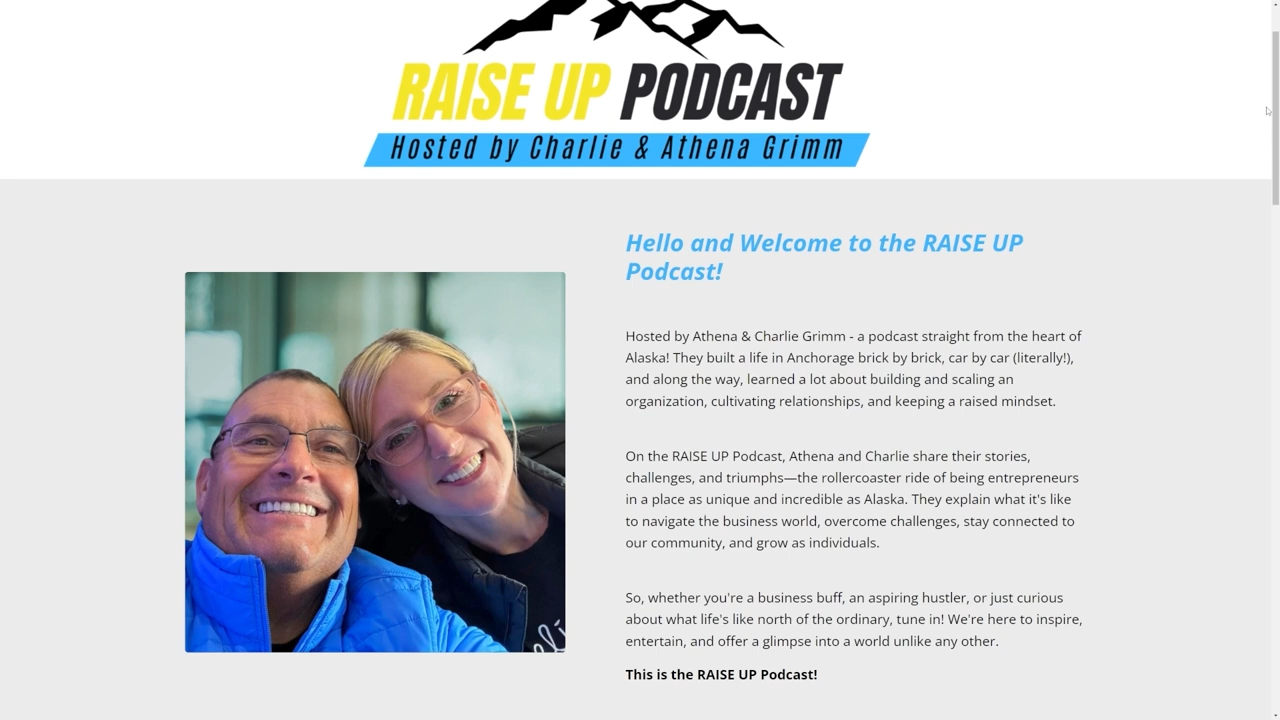 RAISE UP PODCAST
Hosted by Charlie & Athena Grimm
Hello and Welcome to the RAISE UP
Podcast!
Hosted by Athena & Charlie Grimm - a podcast straight from the heart of
Alaska! They built a life in Anchorage brick by brick, car by car (literally!),
and along the way, learned a lot about building and scaling an
organization, cultivating relationships, and keeping a raised mindset.
On the RAISE UP Podcast, Athena and Charlie share their stories,
challenges, and triumphs—the rollercoaster ride of being entrepreneurs
in a place as unique and incredible as Alaska. They explain what it's like
to navigate the business world, overcome challenges, stay connected to
our community, and grow as individuals.
So, whether you're a business buff, an aspiring hustler, or just curious
about what life's like north of the ordinary, tune in! We're here to inspire,
entertain, and offer a glimpse into a world unlike any other.
This is the RAISE UP Podcast!